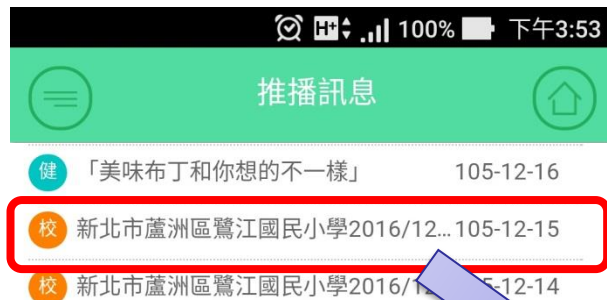 H+ 100% 下午3:53
推播訊息
健 「美味布丁和你想的不一樣」 105-12-16
校 新北市蘆洲區鷺江國民小學2016/12... 105-12-15
校 新北市蘆洲區鷺江國民小學2016/ 5-12-14